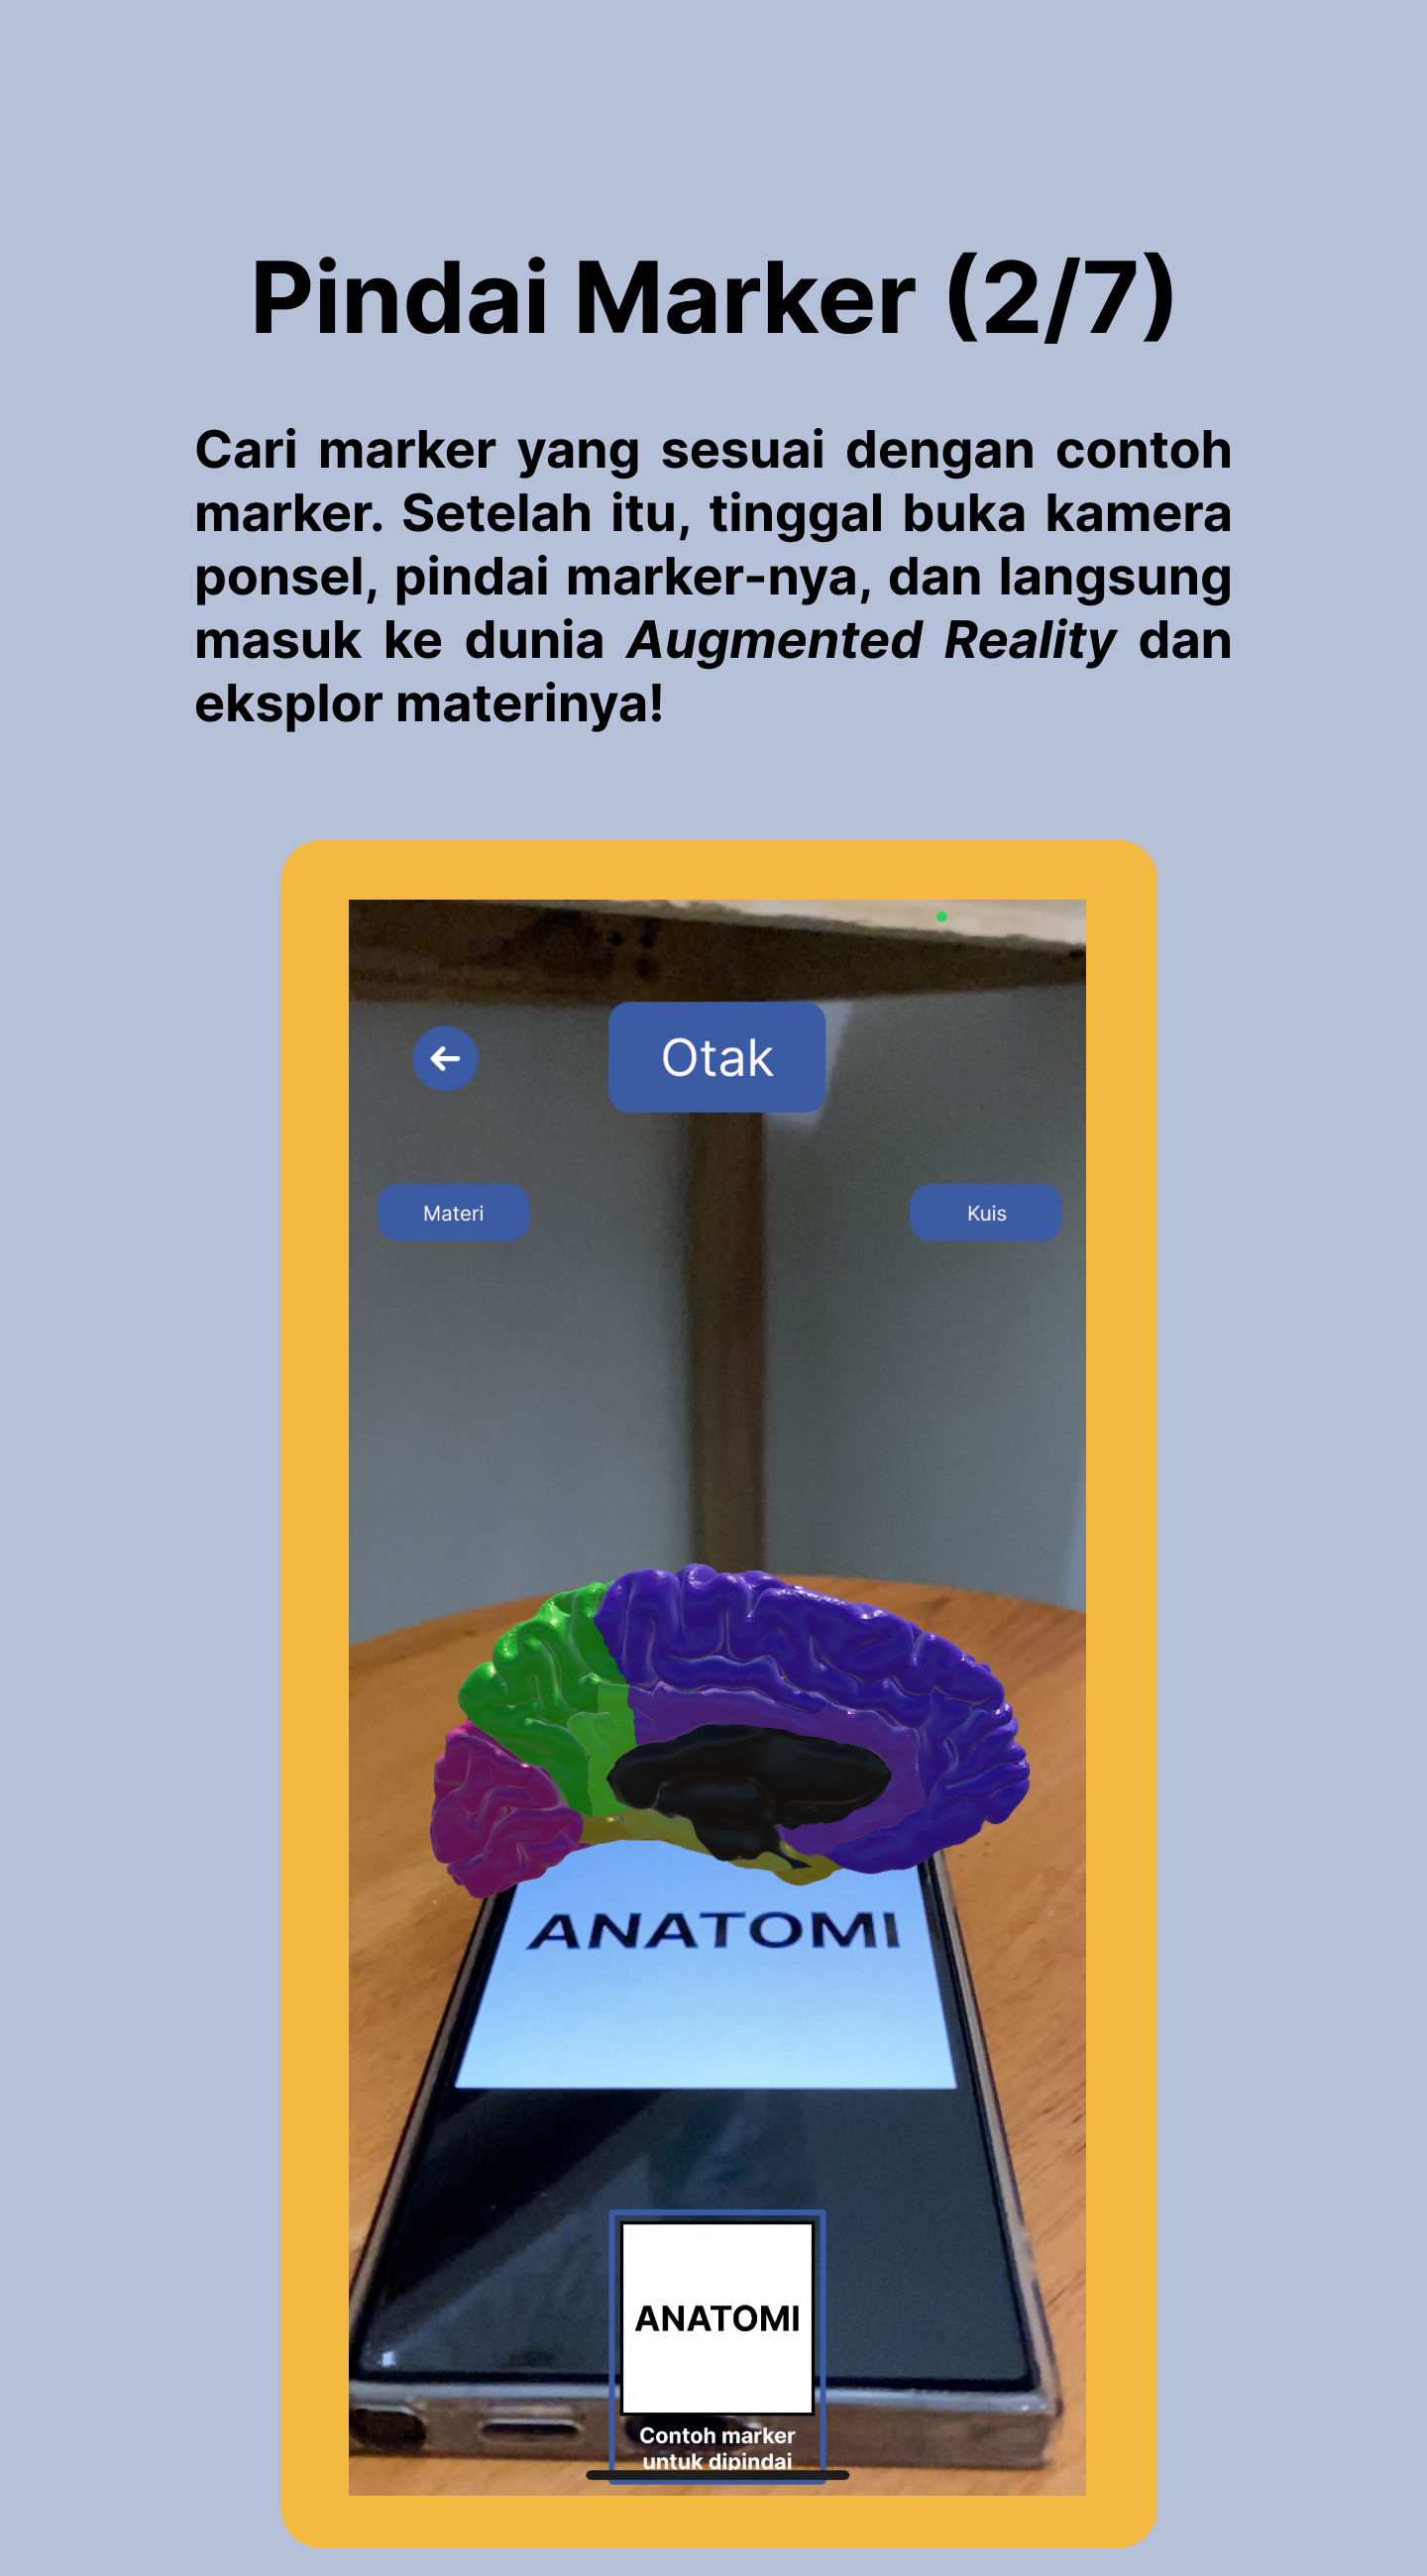 Pindai Marker (2/7)
Cari marker yang sesuai dengan contoh
marker. Setelah itu, tinggal buka kamera
ponsel, pindai marker-nya, dan langsung
masuk ke dunia Augmented Reality dan
eksplor materinya!
Otak
Materi
Kuis
ANATOMI
ANATOMI
Contoh marker
untuk dipindai